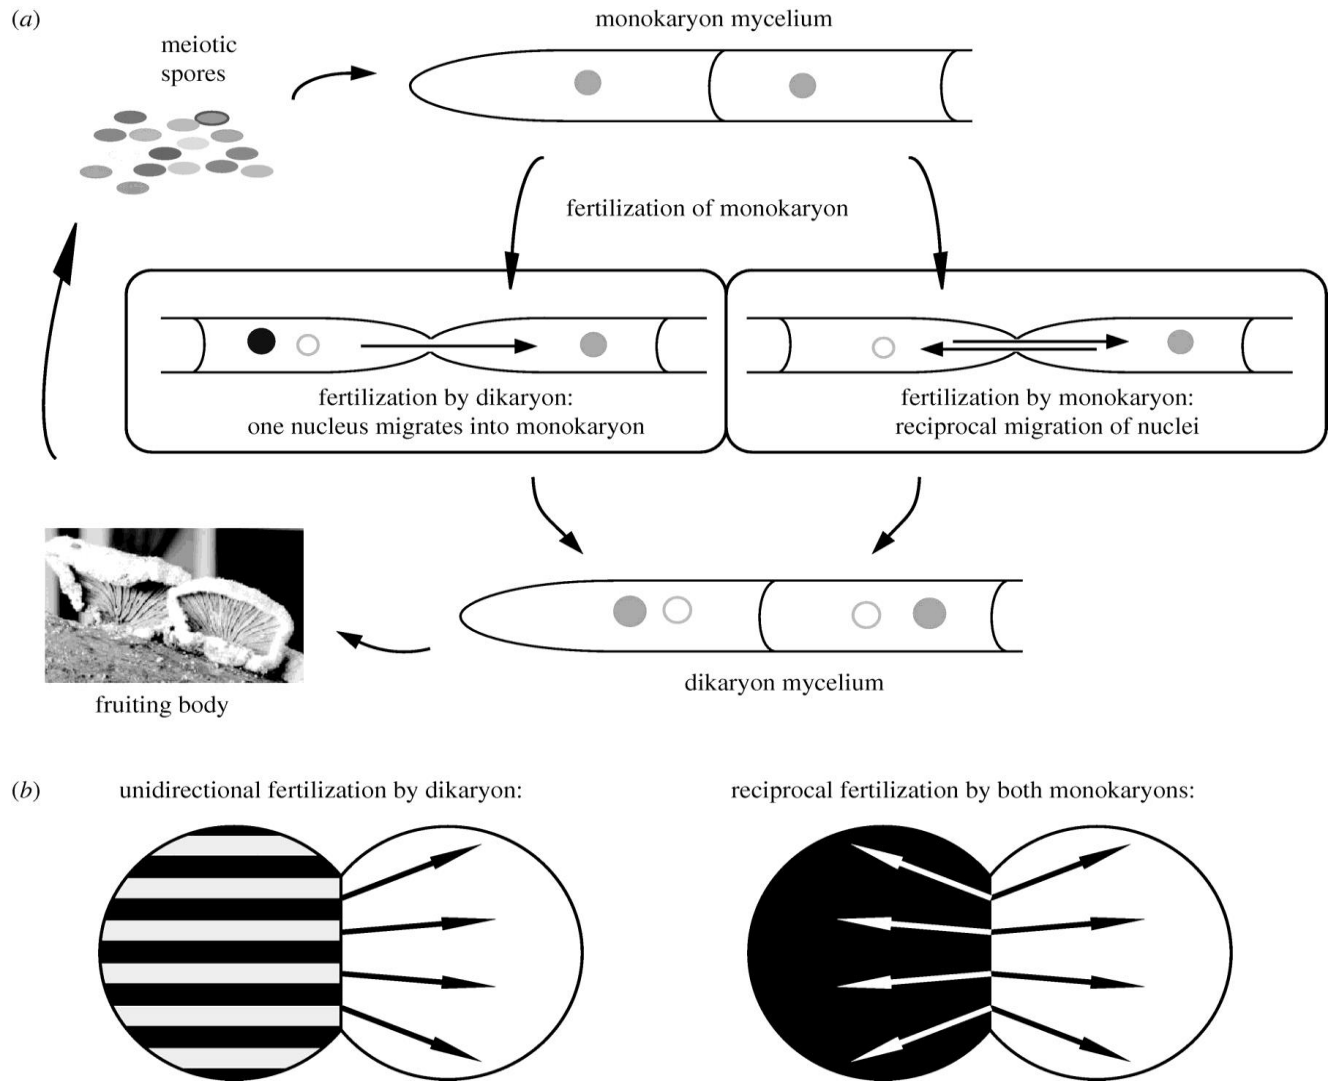 (a)
monokaryon mycelium
meiotic
spores
fertilization of monokaryon
fertilization by dikaryon:
one nucleus migrates into monokaryon
fertilization by monokaryon:
reciprocal migration of nuclei
dikaryon mycelium
fruiting body
(b)
unidirectional fertilization by dikaryon:
reciprocal fertilization by both monokaryons: